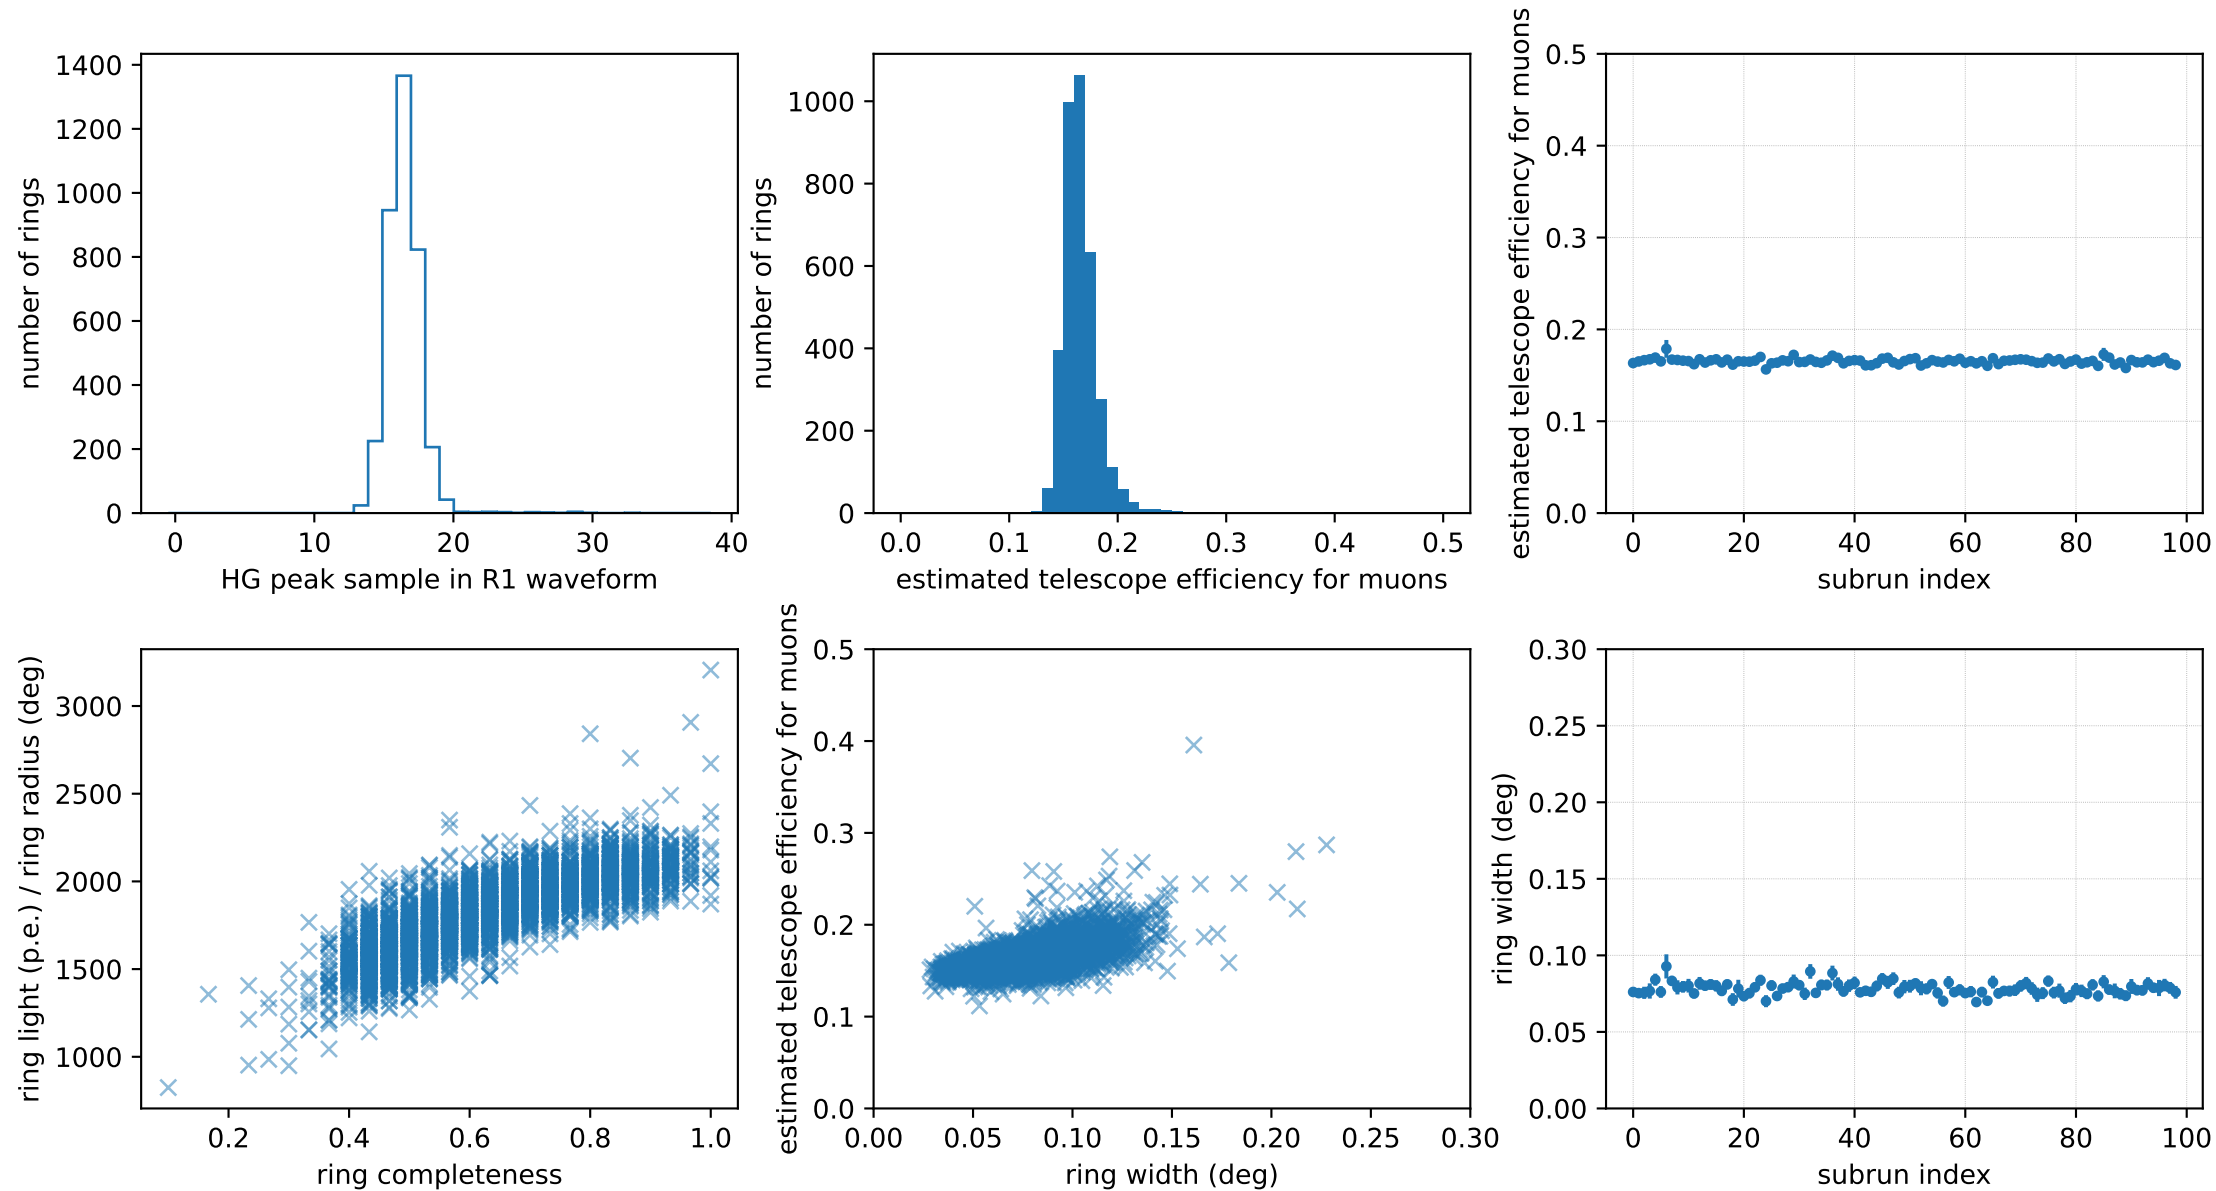 number of rings
1400
1200
1000
800
600
400
200
0
0 10 20 30 40
HG peak sample in R1 waveform
number of rings
1000
800
600
400
200
0
0.0 0.1 0.2 0.3 0.4 0.5
estimated telescope efficiency for muons
estimated telescope efficiency for muons
0.5
0.4
0.3
0.2
0.1
0.0
0 20 40 60 80 100
subrun index
ring light (p.e.) / ring radius (deg)
3000
2500
2000
1500
1000
0.2 0.4 0.6 0.8 1.0
ring completeness
estimated telescope efficiency for muons
0.5
0.4
0.3
0.2
0.1
0.0
0.00 0.05 0.10 0.15 0.20 0.25 0.30
ring width (deg)
ring width (deg)
0.30
0.25
0.20
0.15
0.10
0.05
0.00
0 20 40 60 80 100
subrun index